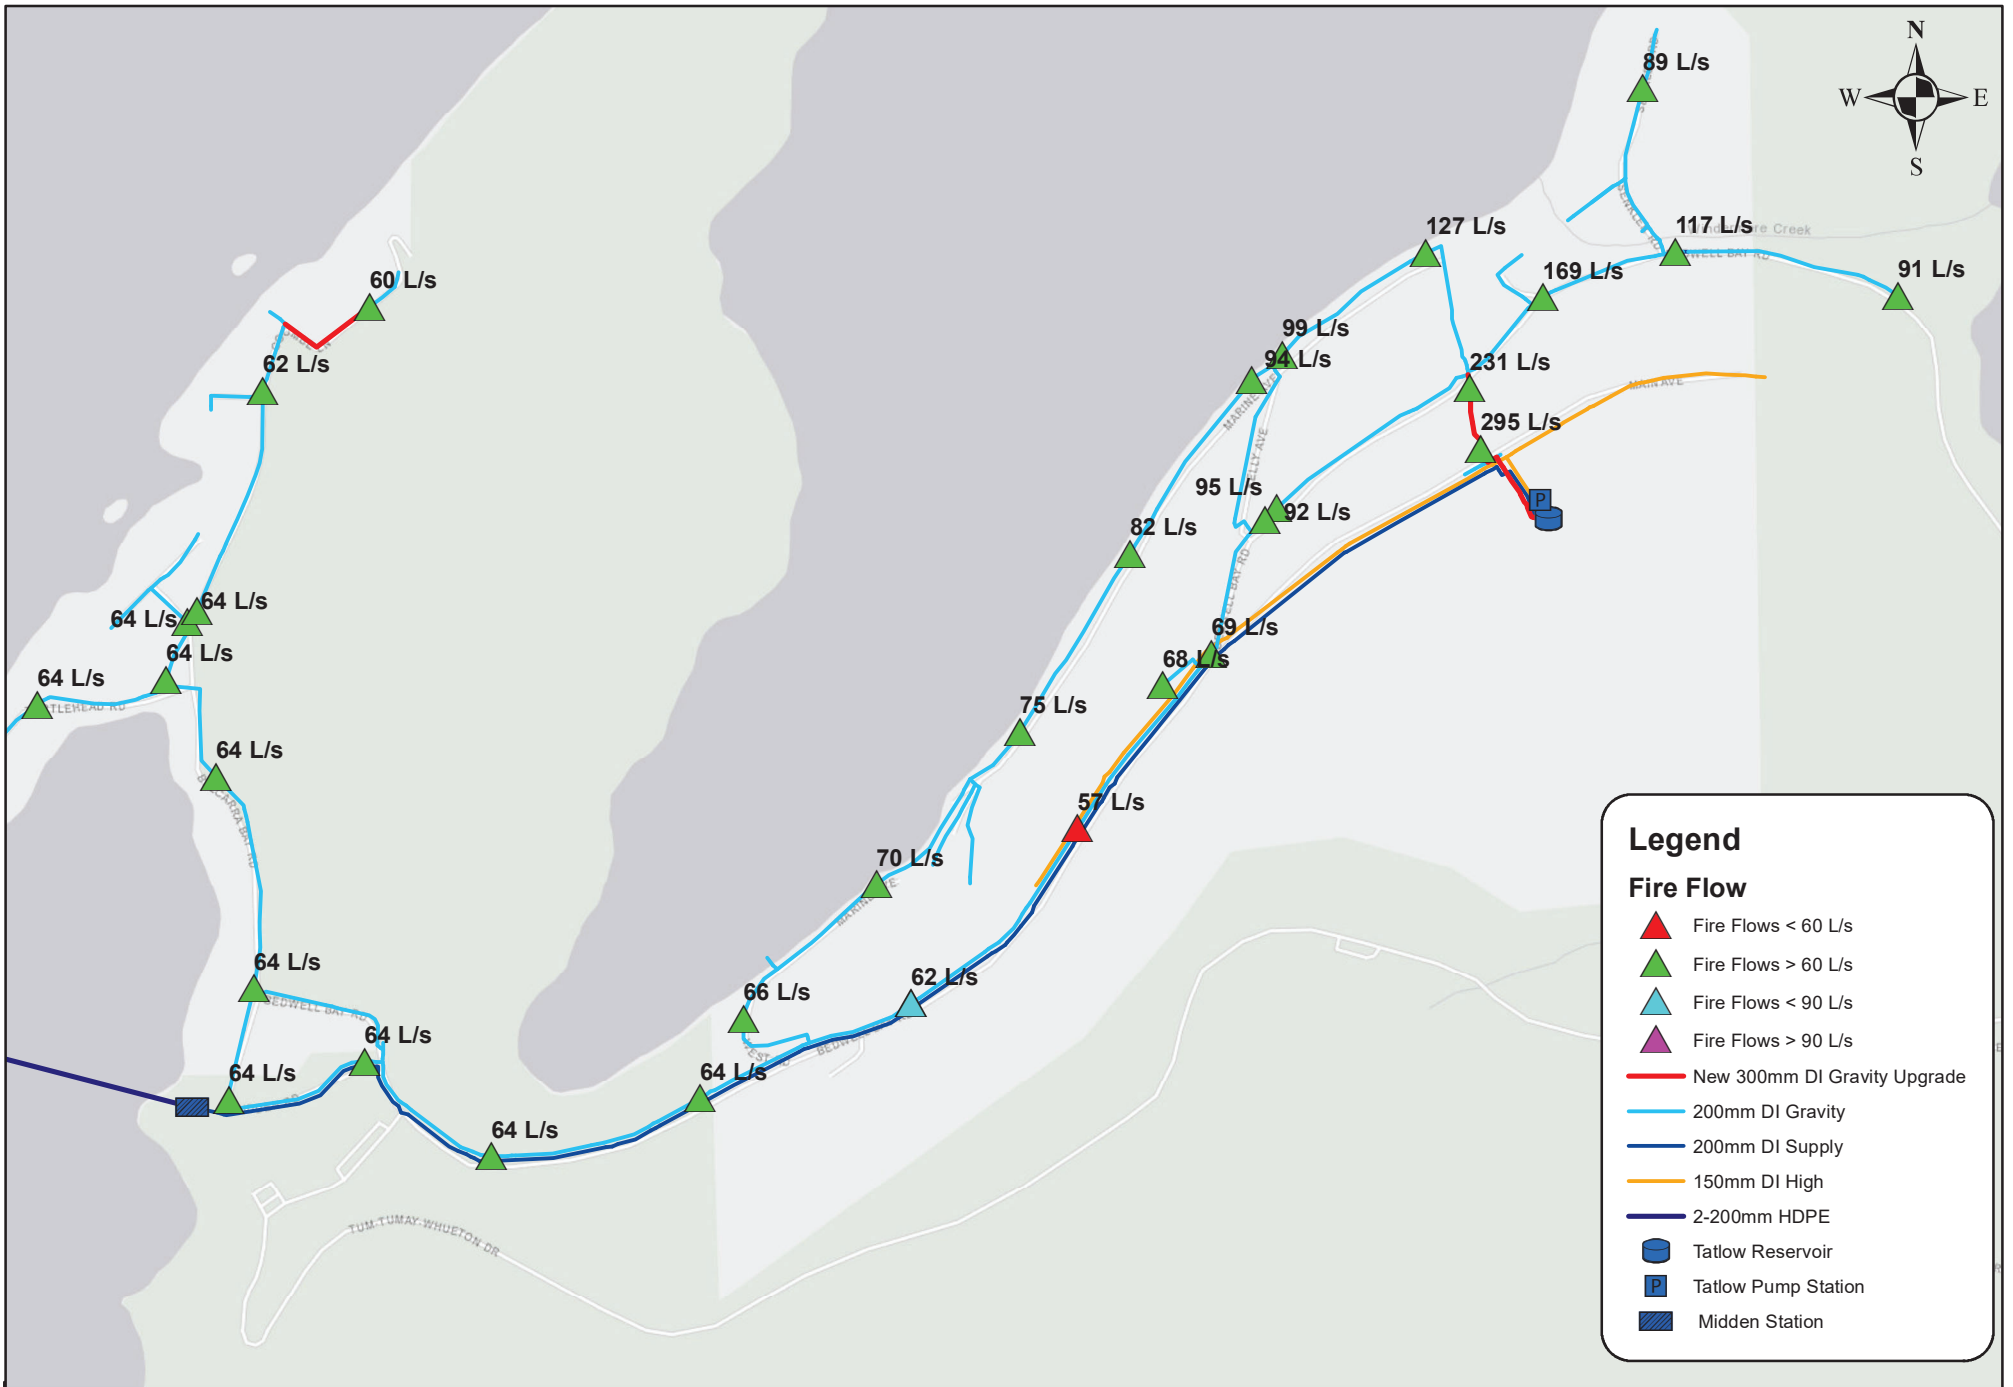 N
W
E
S
89 L/s
117 L/s
127 L/s
169 L/s
91 L/s
60 L/s
99 L/s
94 L/s
62 L/s
231 L/s
MAIN AVE
295 L/s
95 L/s
92 L/s
82 L/s
64 L/s
64 L/s
69 L/s
68 L/s
64 L/s
64 L/s
75 L/s
64 L/s
57 L/s
70 L/s
62 L/s
66 L/s
64 L/s
BEDWELL BAY RD
64 L/s
64 L/s
64 L/s
64 L/s
TUM-TUMAY-WHUETON DR
Legend
Fire Flow
Fire Flows < 60 L/s
Fire Flows > 60 L/s
Fire Flows < 90 L/s
Fire Flows > 90 L/s
New 300mm DI Gravity Upgrade
200mm DI Gravity
200mm DI Supply
150mm DI High
2-200mm HDPE
Tatlow Reservoir
P
Tatlow Pump Station
Midden Station
P